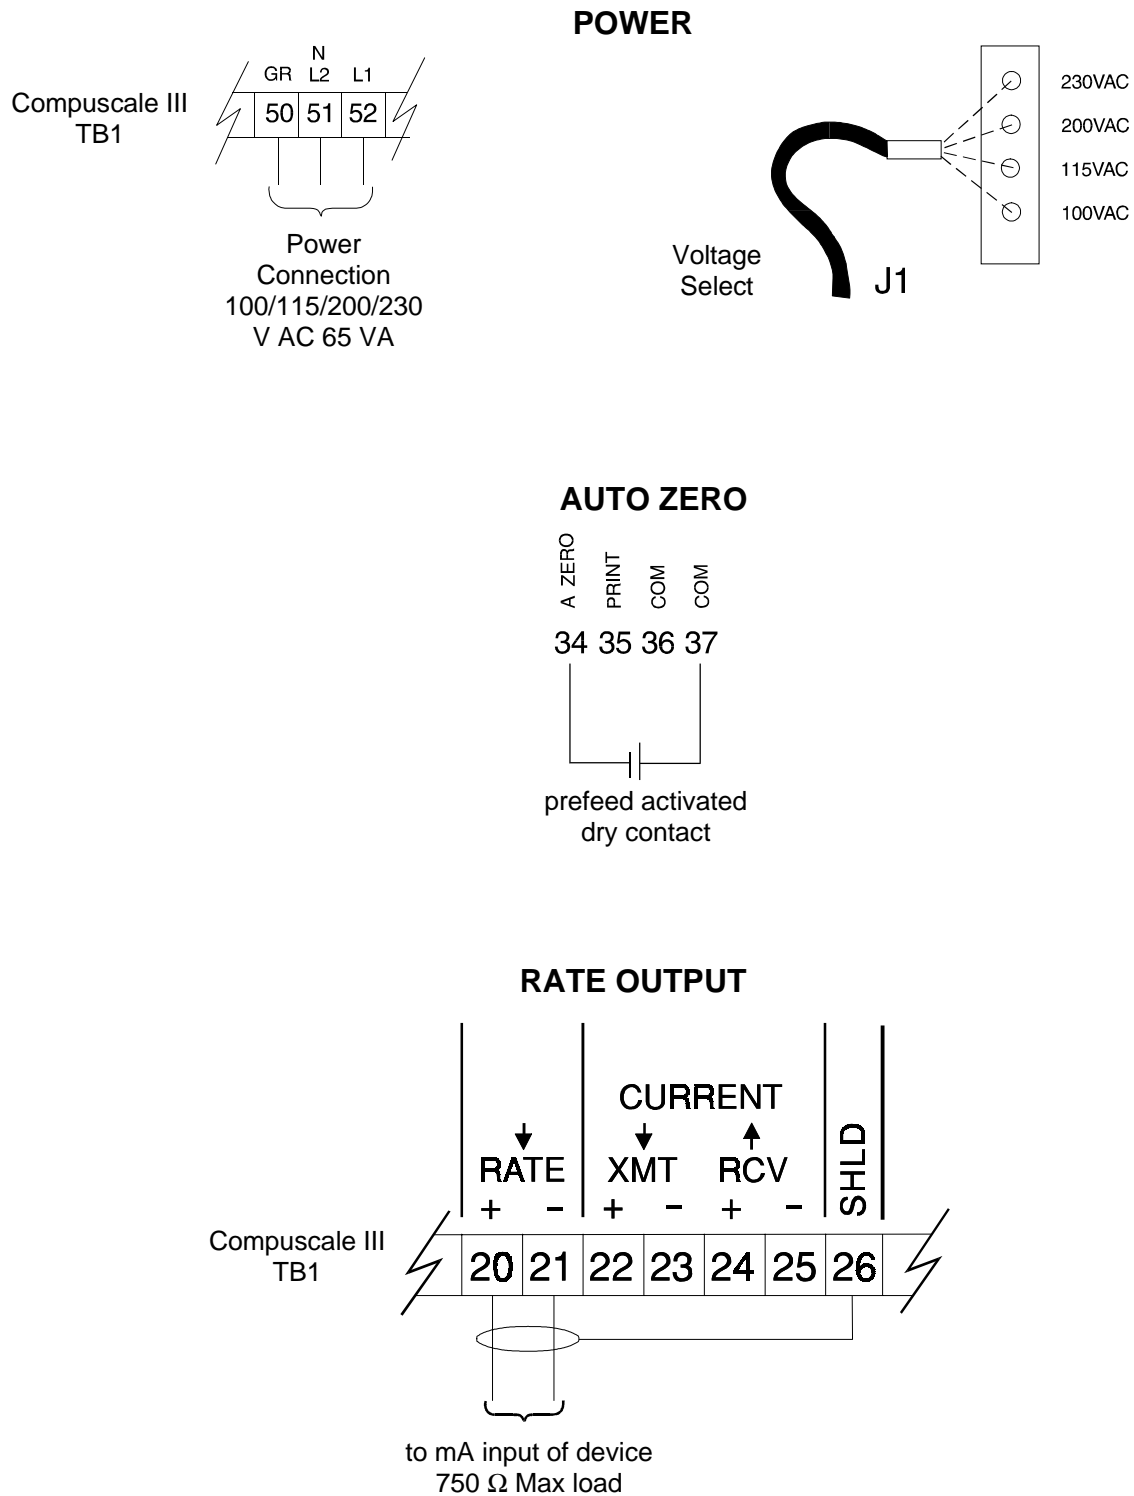 POWER
N
GR L2 L1
Compuscale III
TB1
50 51 52
Power
Connection
100/115/200/230
V AC 65 VA
230VAC
200VAC
115VAC
100VAC
Voltage
Select
J1
AUTO ZERO
A ZERO
PRINT
COM
COM
34 35 36 37
prefeed activated
dry contact
RATE OUTPUT
CURRENT
RATE XMT RCV
SHLD
+ - + - + -
Compuscale III
TB1
20 21 22 23 24 25 26
to mA input of device
750 Ω Max load